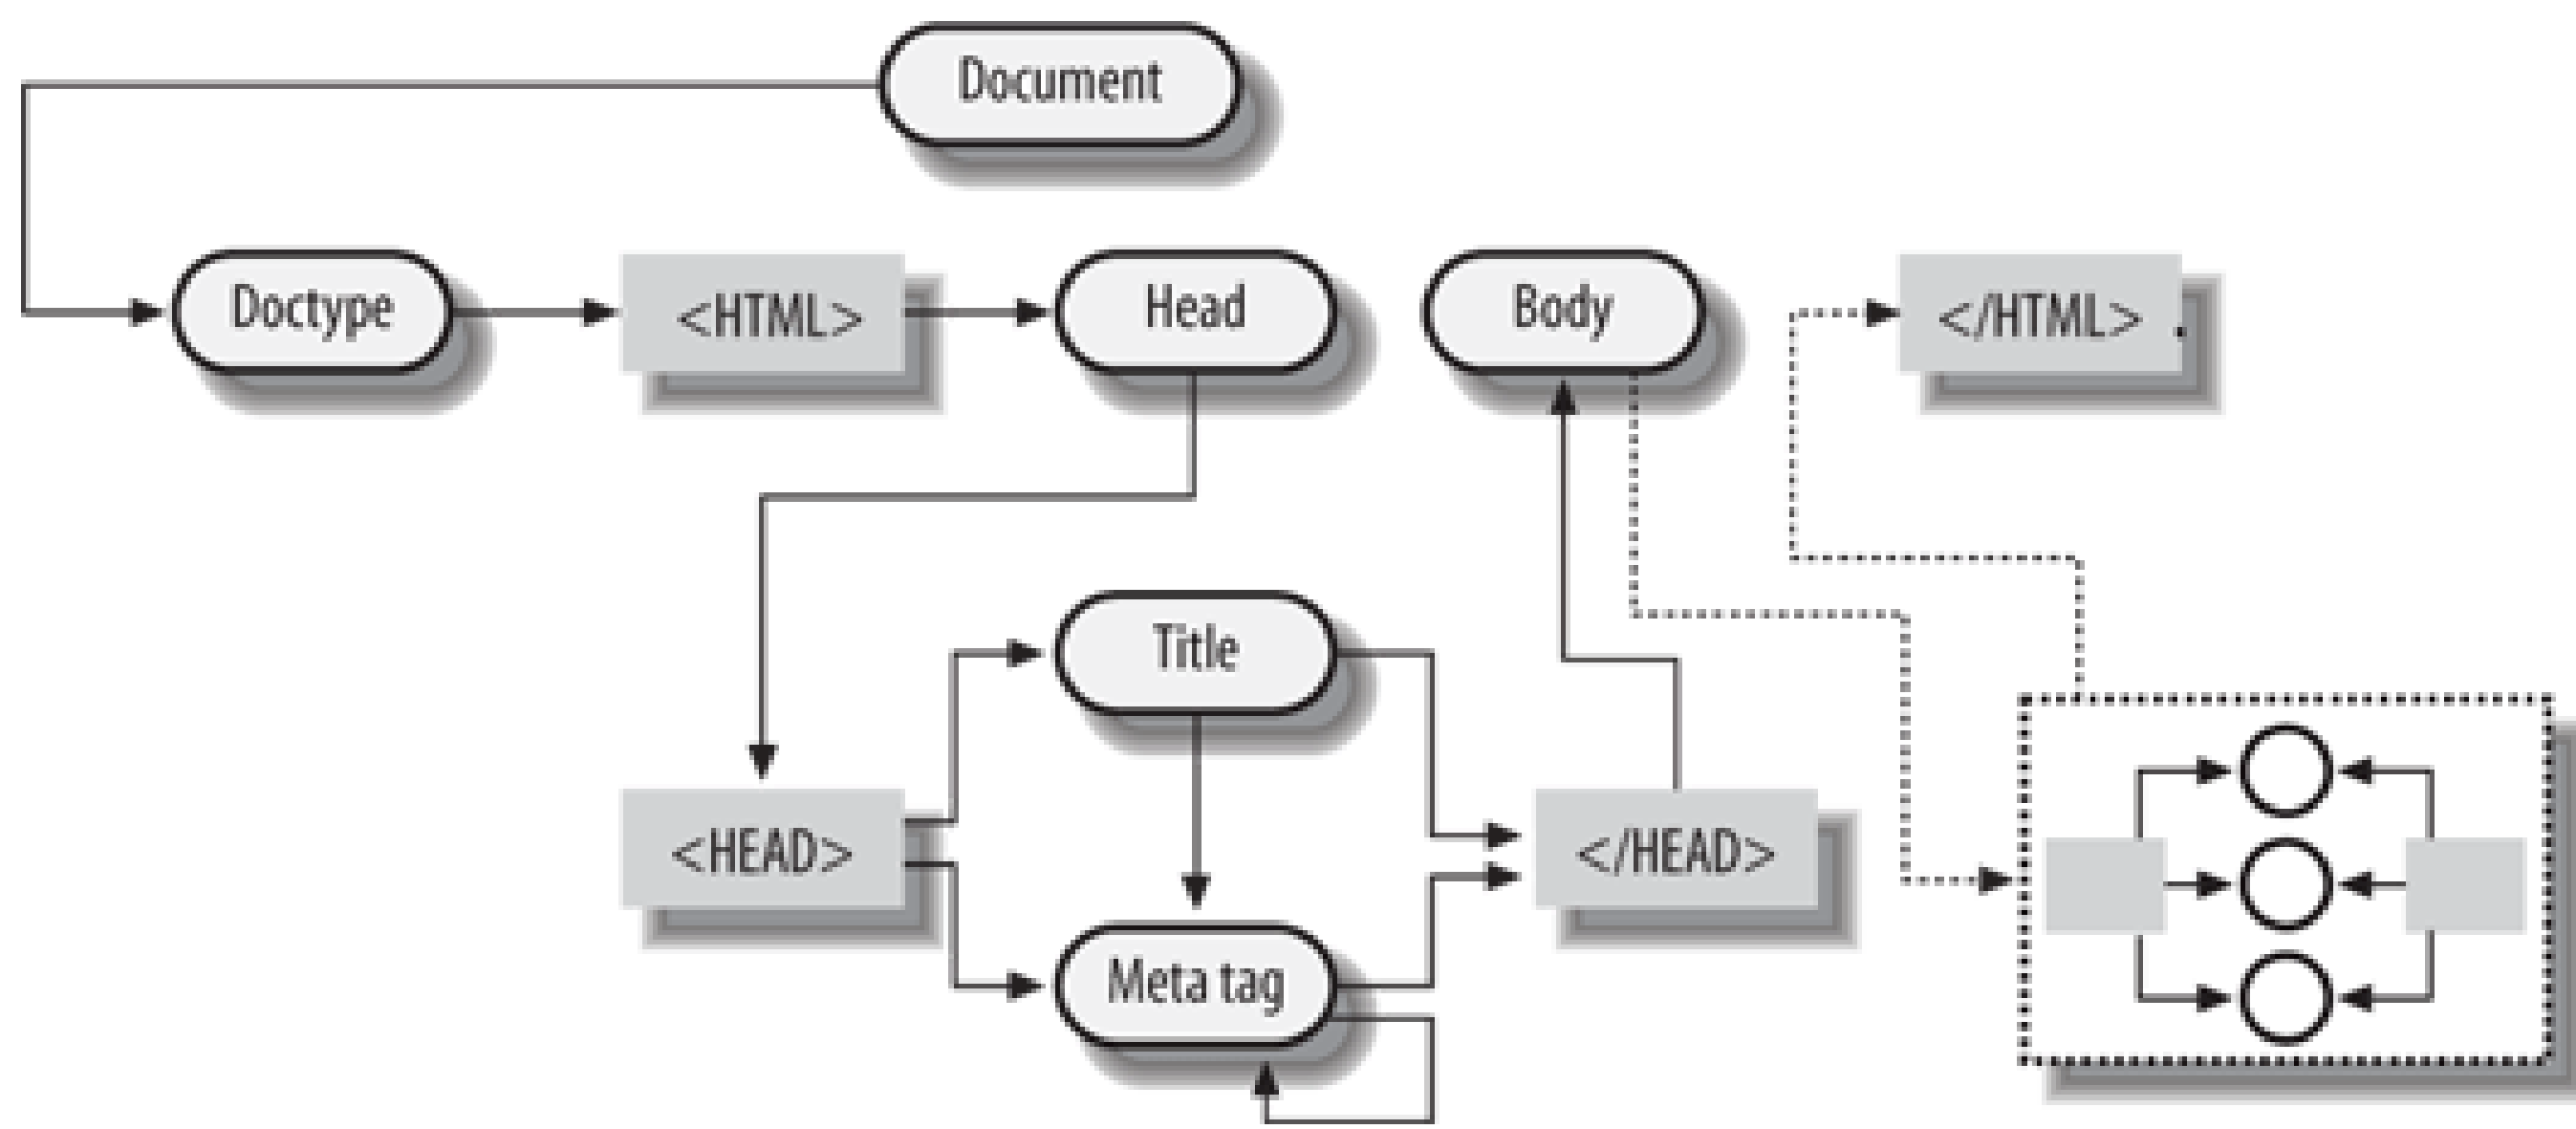 Document
Doctype
<HTML>
Head
Body
</HTML> .
Title
<HEAD>
</HEAD>
Meta tag